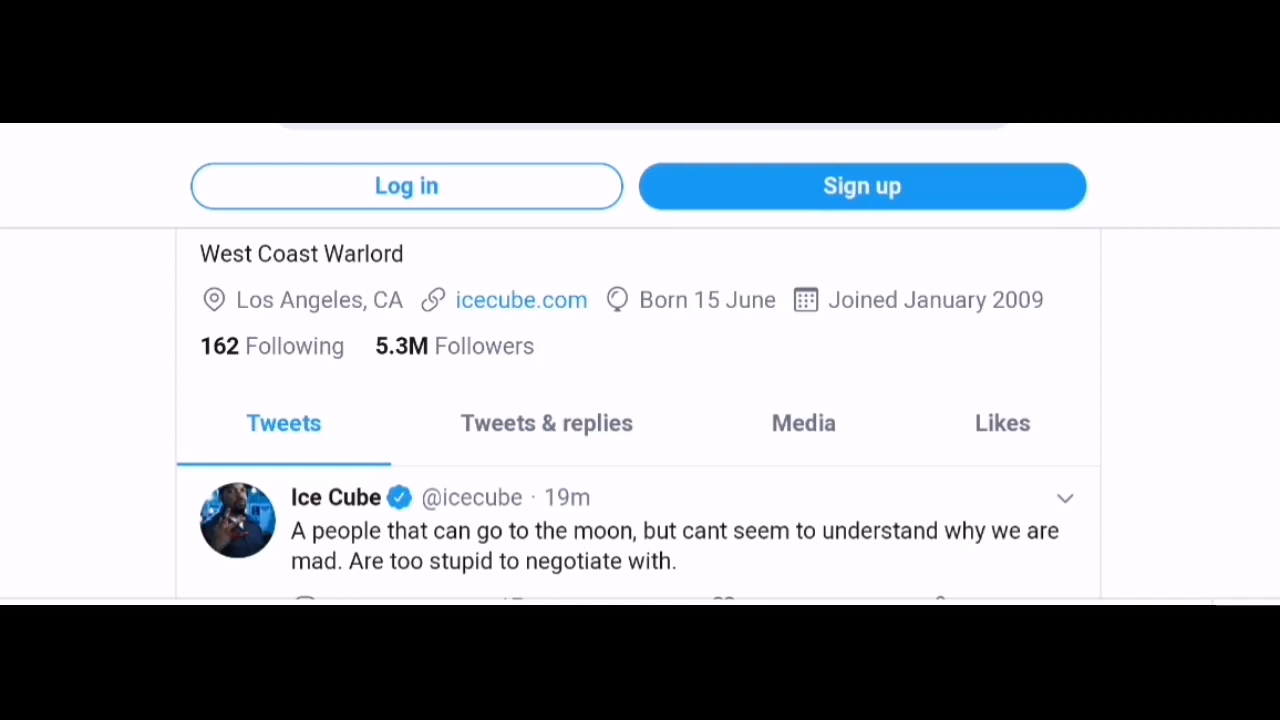 Log in Sign up
West Coast Warlord
Los Angeles, CA icecube.com Born 15 June Joined January 2009
162 Following 5.3M Followers
Tweets Tweets & replies Media Likes
Ice Cube @icecube · 19m
A people that can go to the moon, but cant seem to understand why we are
mad. Are too stupid to negotiate with.